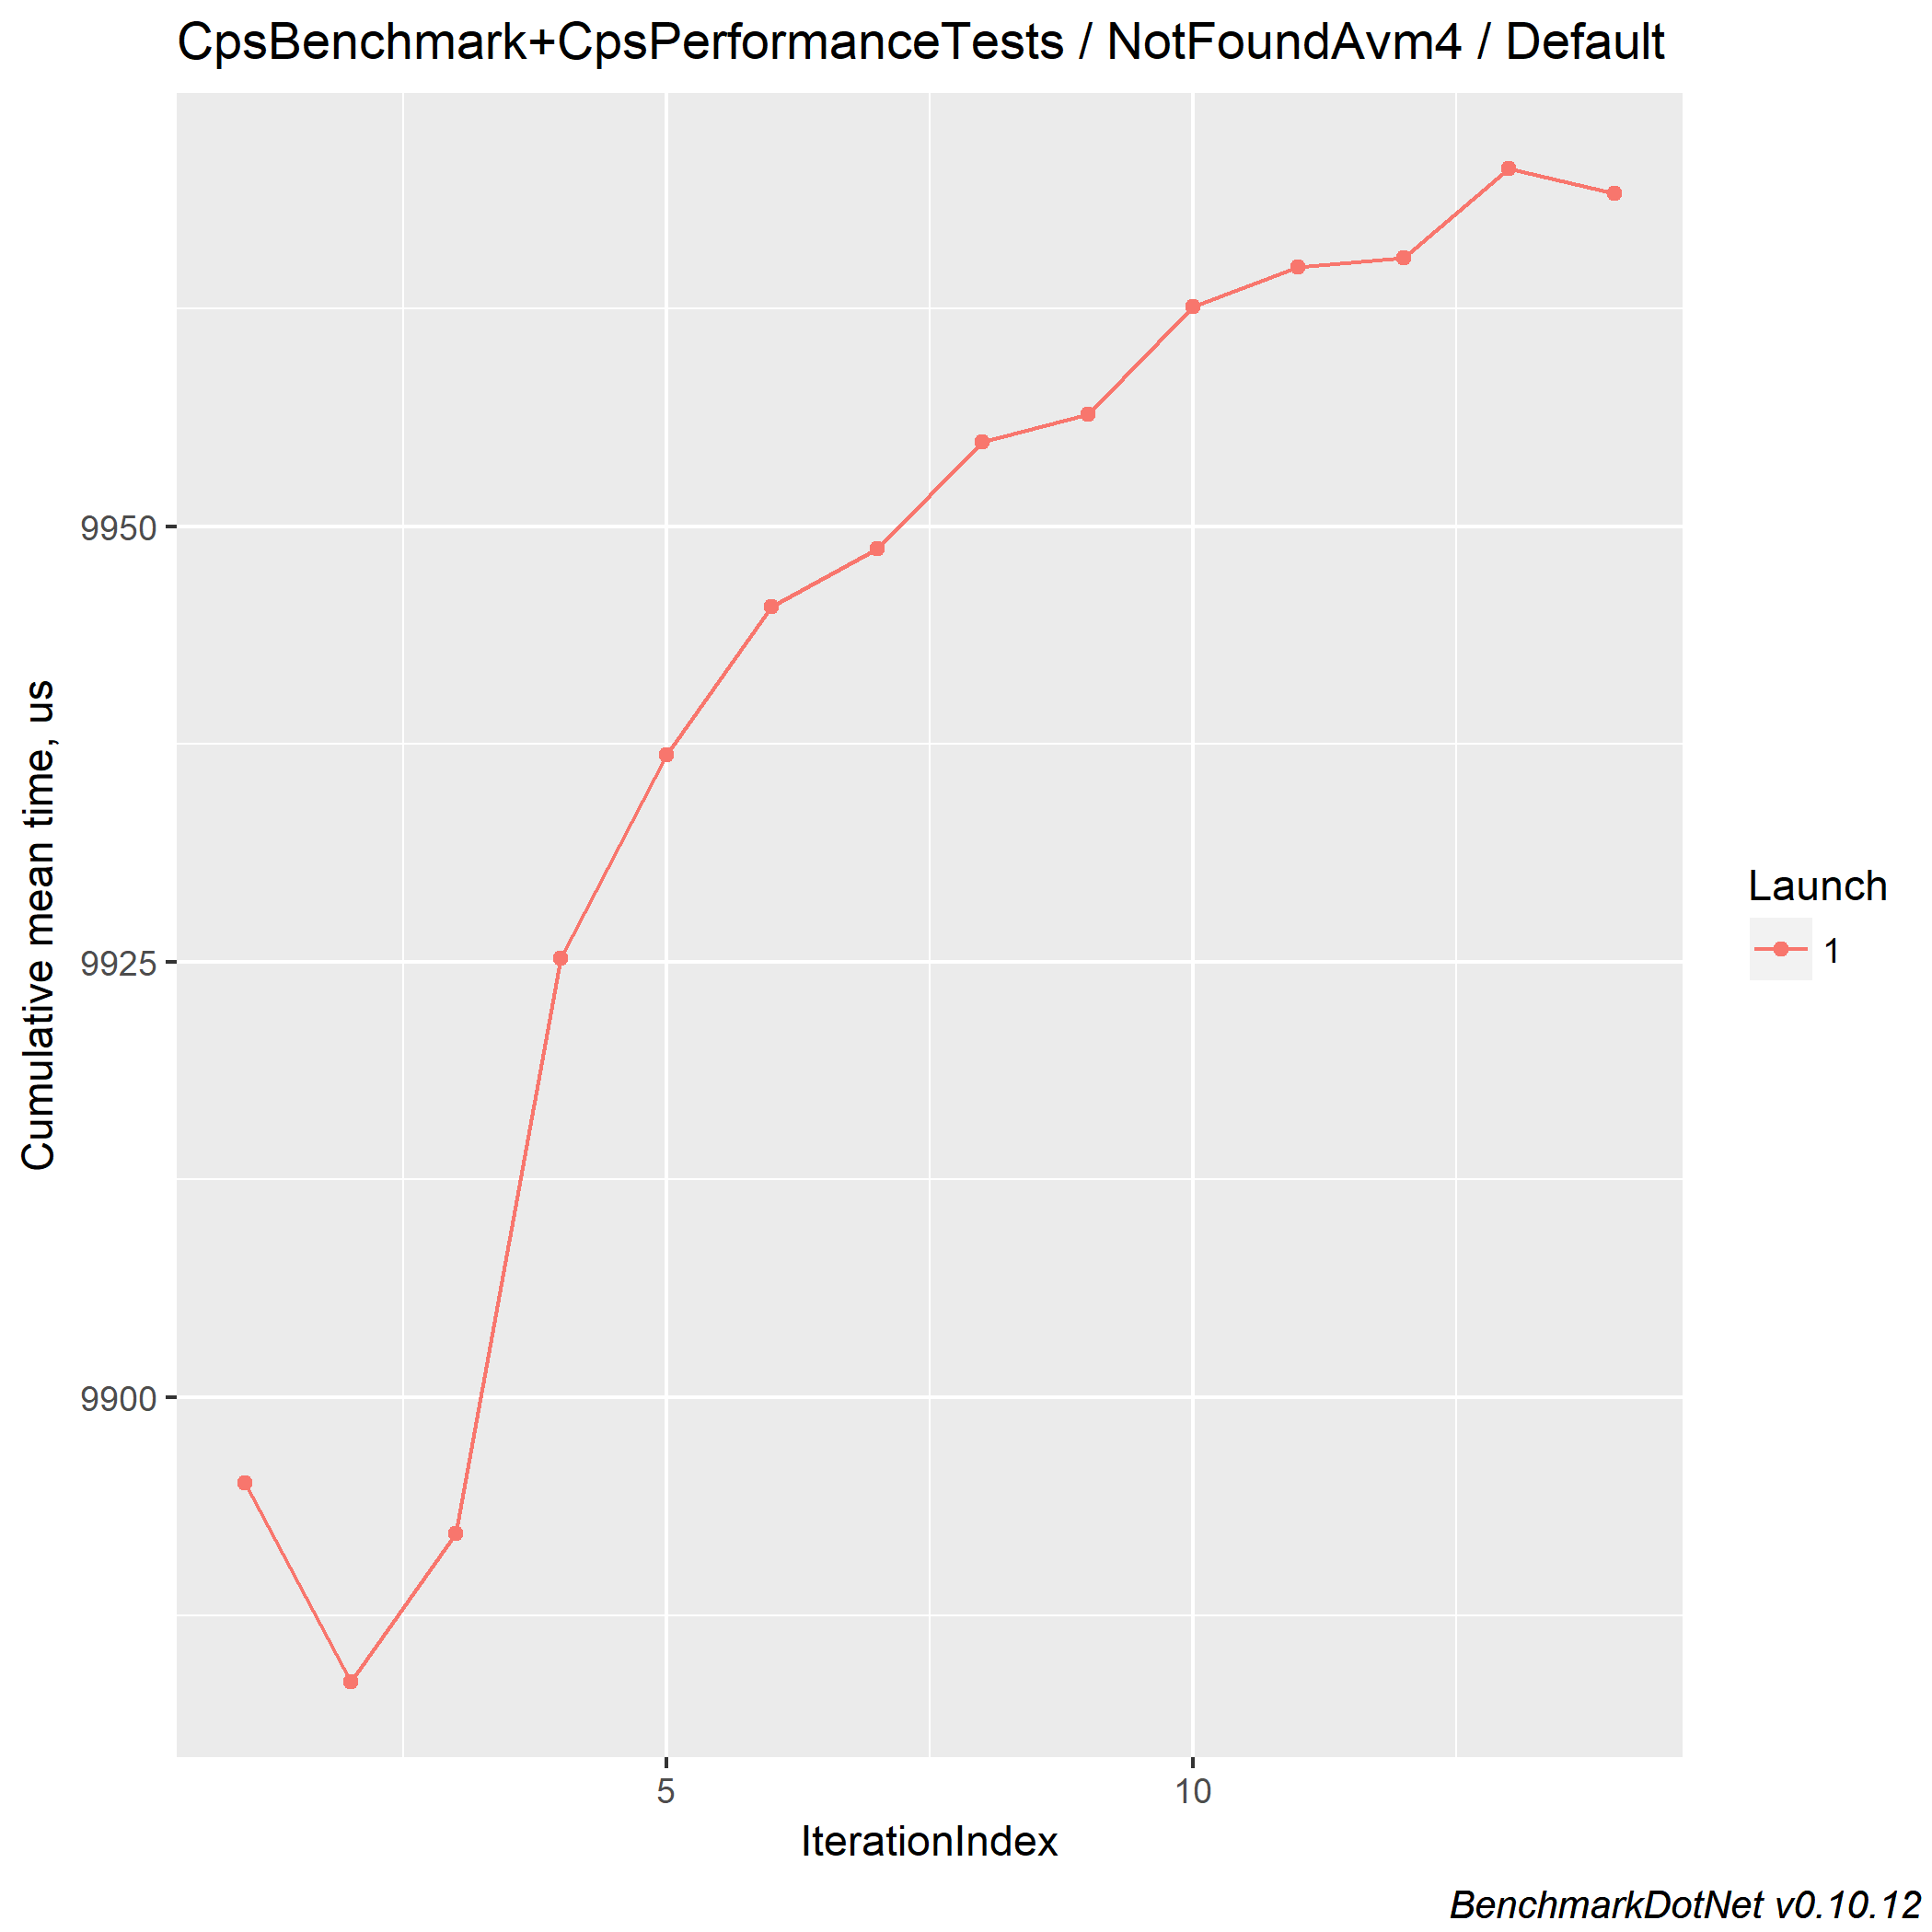 CpsBenchmark+CpsPerformanceTests / NotFoundAvm4 / Default
Cumulative mean time, us
9950
9925
9900
5
10
IterationIndex
Launch
1
BenchmarkDotNet v0.10.12